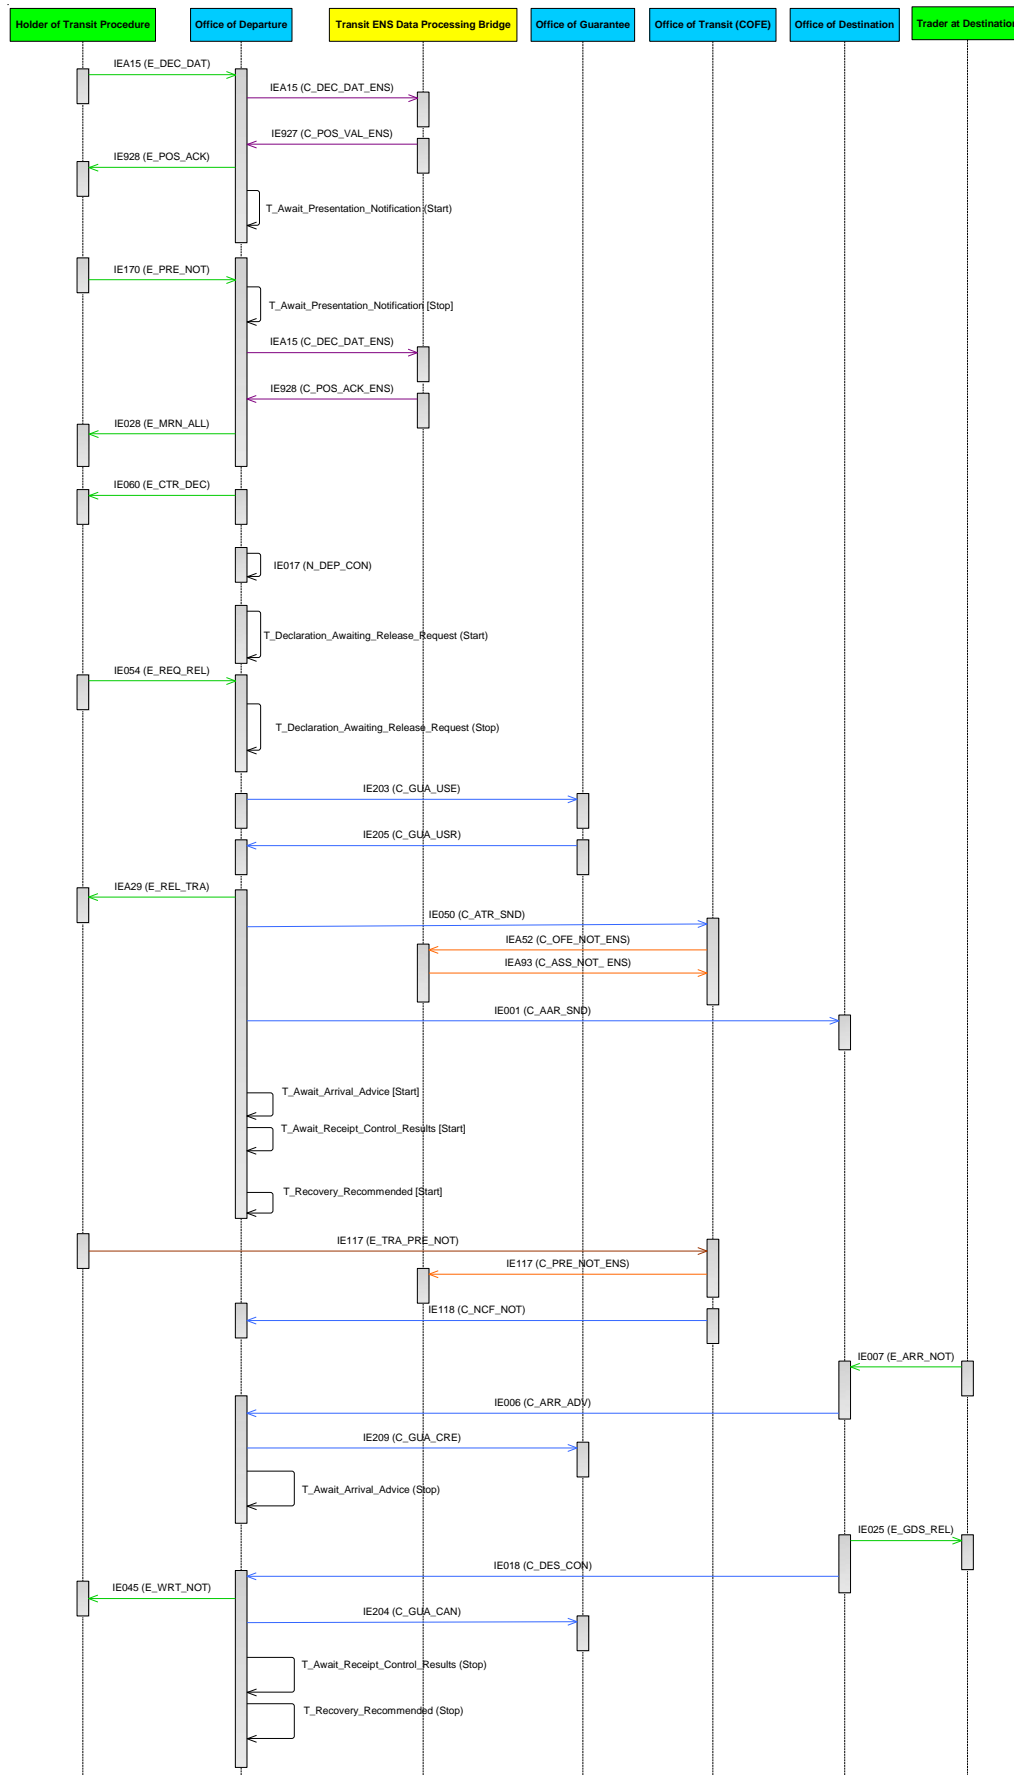 Holder of Transit Procedure
Office of Departure
Transit ENS Data Processing Bridge
Office of Guarantee
Office of Transit (COFE)
Office of Destination
Trader at Destination
IEA15 (E_DEC_DAT)
IEA15 (C_DEC_DAT_ENS)
IE927 (C_POS_VAL_ENS)
IE928 (E_POS_ACK)
T_Await_Presentation_Notification (Start)
IE170 (E_PRE_NOT)
T_Await_Presentation_Notification [Stop]
IEA15 (C_DEC_DAT_ENS)
IE928 (C_POS_ACK_ENS)
IE028 (E_MRN_ALL)
IE060 (E_CTR_DEC)
IE017 (N_DEP_CON)
T_Declaration_Awaiting_Release_Request (Start)
IE054 (E_REQ_REL)
T_Declaration_Awaiting_Release_Request (Stop)
IE203 (C_GUA_USE)
IE205 (C_GUA_USR)
IEA29 (E_REL_TRA)
IE050 (C_ATR_SND)
IEA52 (C_OFE_NOT_ENS)
IEA93 (C_ASS_NOT_ ENS)
IE001 (C_AAR_SND)
T_Await_Arrival_Advice [Start]
T_Await_Receipt_Control_Results [Start]
T_Recovery_Recommended [Start]
IE117 (E_TRA_PRE_NOT)
IE117 (C_PRE_NOT_ENS)
IE118 (C_NCF_NOT)
IE007 (E_ARR_NOT)
IE006 (C_ARR_ADV)
IE209 (C_GUA_CRE)
T_Await_Arrival_Advice (Stop)
IE025 (E_GDS_REL)
IE018 (C_DES_CON)
IE045 (E_WRT_NOT)
IE204 (C_GUA_CAN)
T_Await_Receipt_Control_Results (Stop)
T_Recovery_Recommended (Stop)